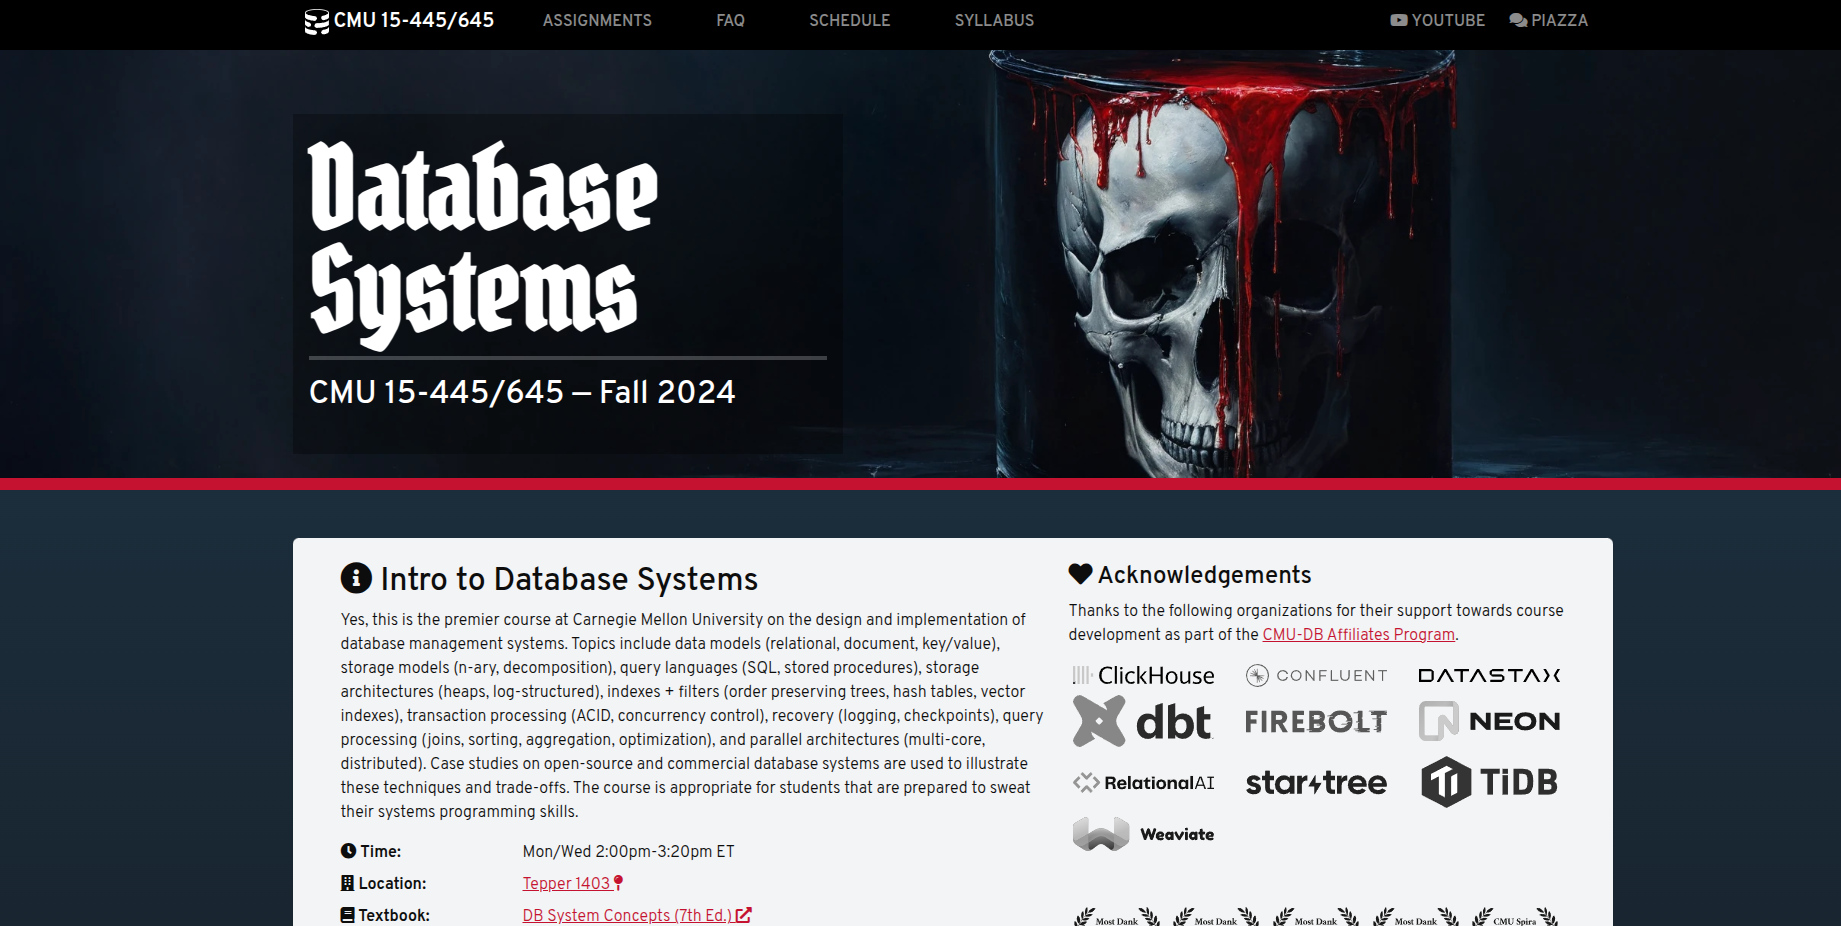 CMU 15-445/645 ASSIGNMENTS FAQ SCHEDULE SYLLABUS YOUTUBE PIAZZA
Database
Systems
CMU 15-445/645 – Fall 2024
Intro to Database Systems
Yes, this is the premier course at Carnegie Mellon University on the design and implementation of
database management systems. Topics include data models (relational, document, key/value),
storage models (n-ary, decomposition), query languages (SQL, stored procedures), storage
architectures (heaps, log-structured), indexes + filters (order preserving trees, hash tables, vector
indexes), transaction processing (ACID, concurrency control), recovery (logging, checkpoints), query
processing (joins, sorting, aggregation, optimization), and parallel architectures (multi-core,
distributed). Case studies on open-source and commercial database systems are used to illustrate
these techniques and trade-offs. The course is appropriate for students that are prepared to sweat
their systems programming skills.
Time: Mon/Wed 2:00pm-3:20pm ET
Location: Tepper 1403
Textbook: DB System Concepts (7th Ed.)
Acknowledgements
Thanks to the following organizations for their support towards course
development as part of the CMU-DB Affiliates Program.
ClickHouse CONFLUENT DATASTAX
dbt FIREBOLT NEON
RelationalAI startree TiDB
Weaviate
Most Dank Most Dank Most Dank Most Dank CMU Spira